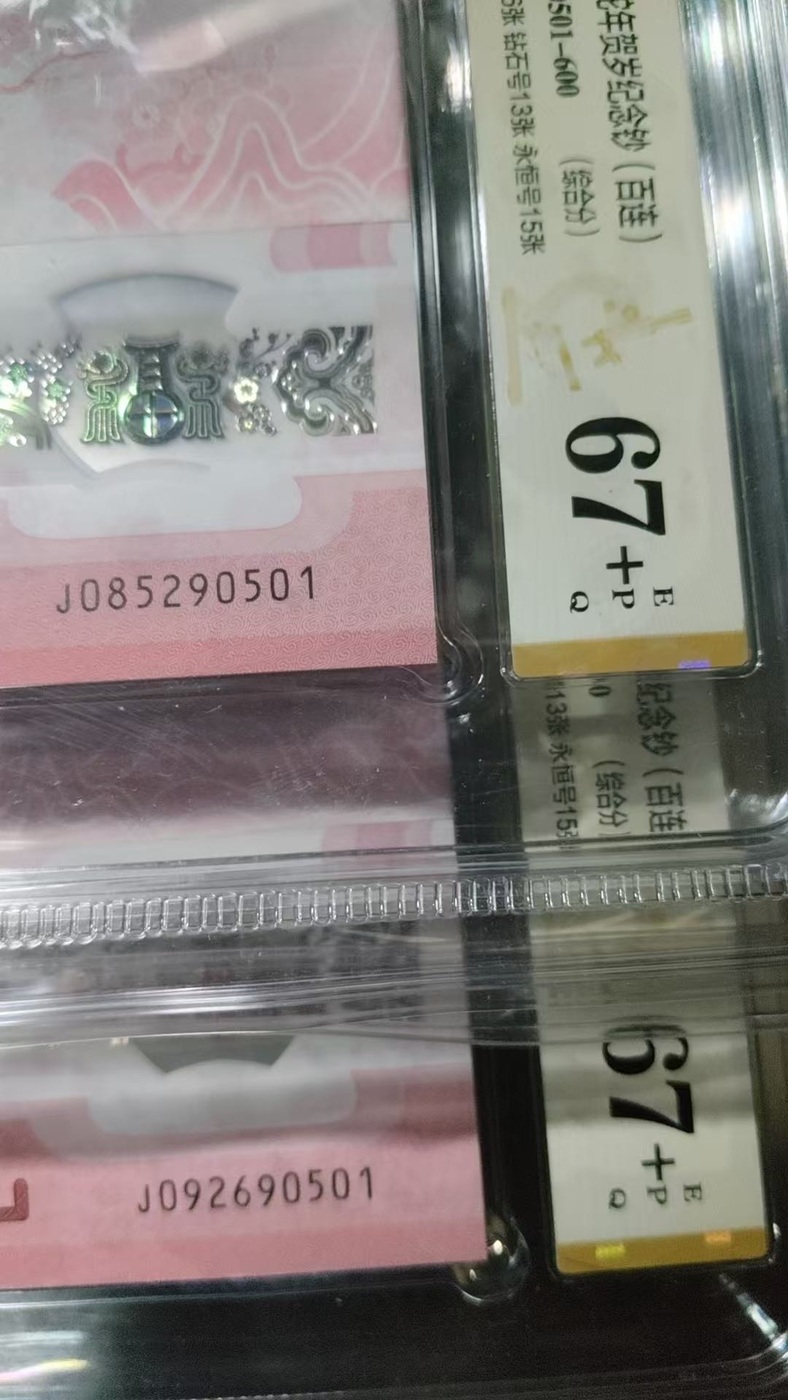 年贺岁纪念钞（百连）
501-600 （综合分）
张 钻石号13张 永恒号15张
67+
E
P
Q
J085290501
纪念钞（百连
0 （综合分）
13张 永恒号15
67+
E
P
Q
J092690501